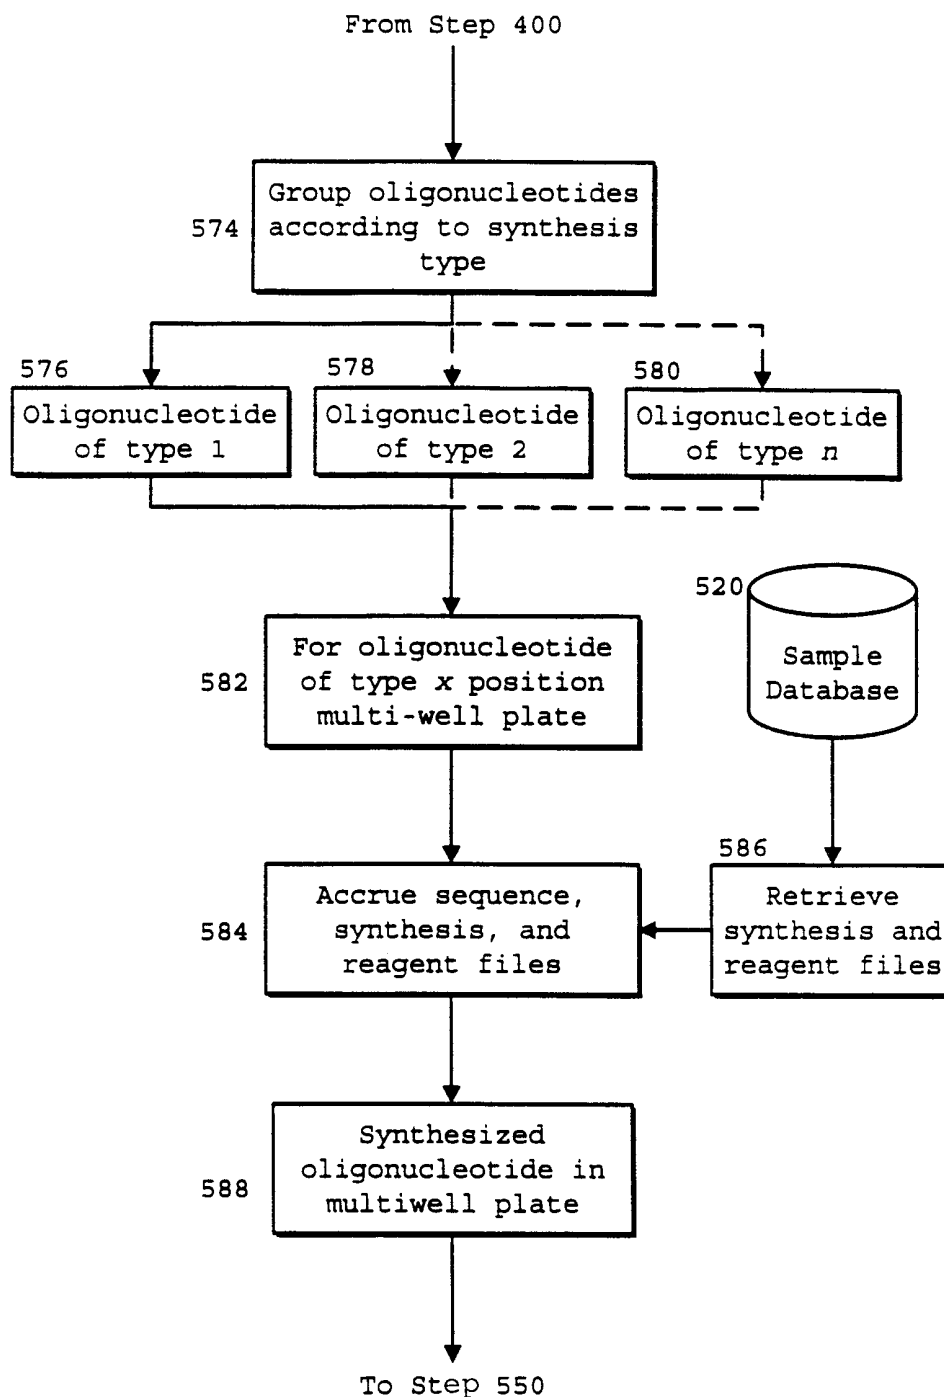 From Step 400
Group oligonucleotides
574
according to synthesis
type
576
578
580
Oligonucleotide
of type 1
Oligonucleotide
of type 2
Oligonucleotide
of type n
520
Sample
Database
For oligonucleotide
582
of type x position
multi-well plate
586
Accrue sequence,
584
synthesis, and
reagent files
Retrieve
synthesis and
reagent files
Synthesized
588
oligonucleotide in
multiwell plate
To Step 550